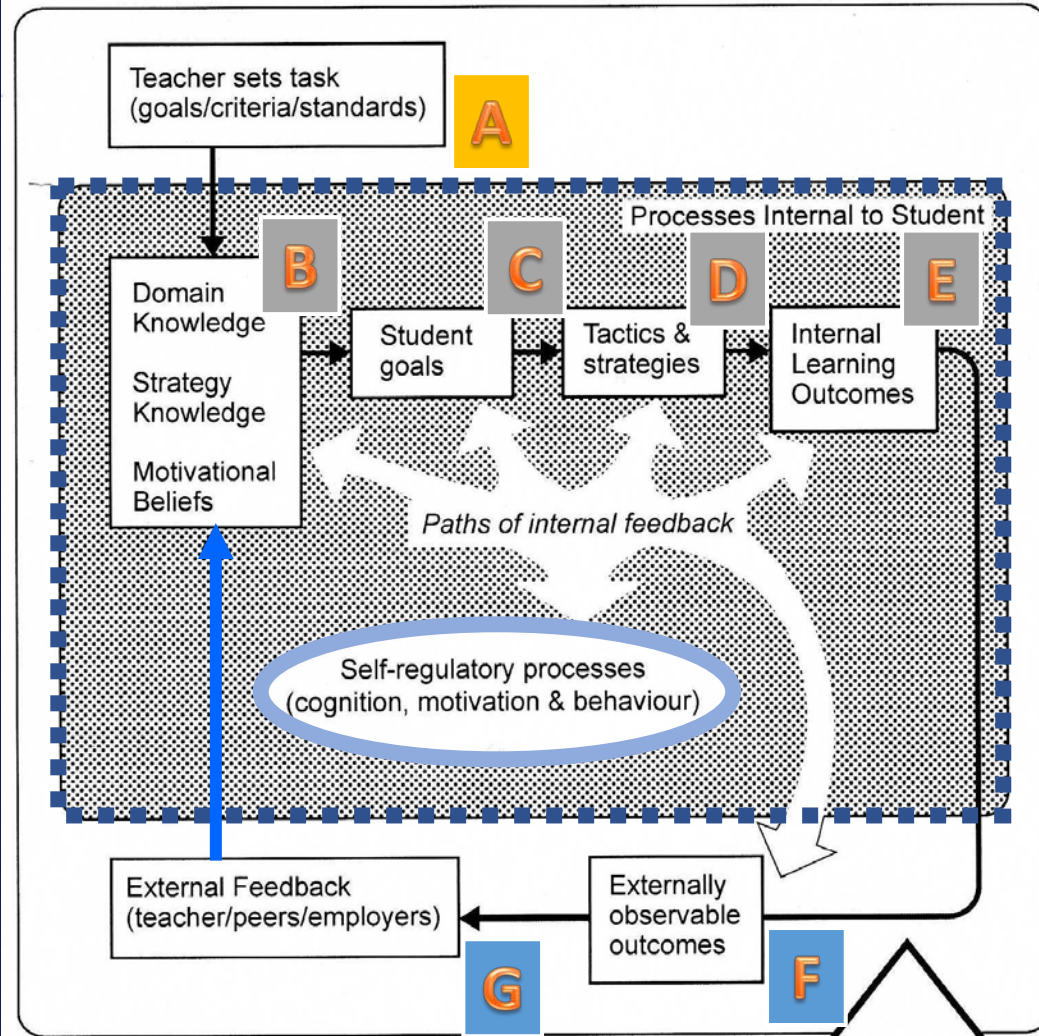 Teacher sets task
(goals/criteria/standards)
A
Processes Internal to Student
B
C
D
E
Domain
Knowledge
Strategy
Knowledge
Motivational
Beliefs
Student
goals
Tactics &
strategies
Internal
Learning
Outcomes
Paths of internal feedback
Self-regulatory processes
(cognition, motivation & behaviour)
External Feedback
(teacher/peers/employers)
G
Externally
observable
outcomes
F